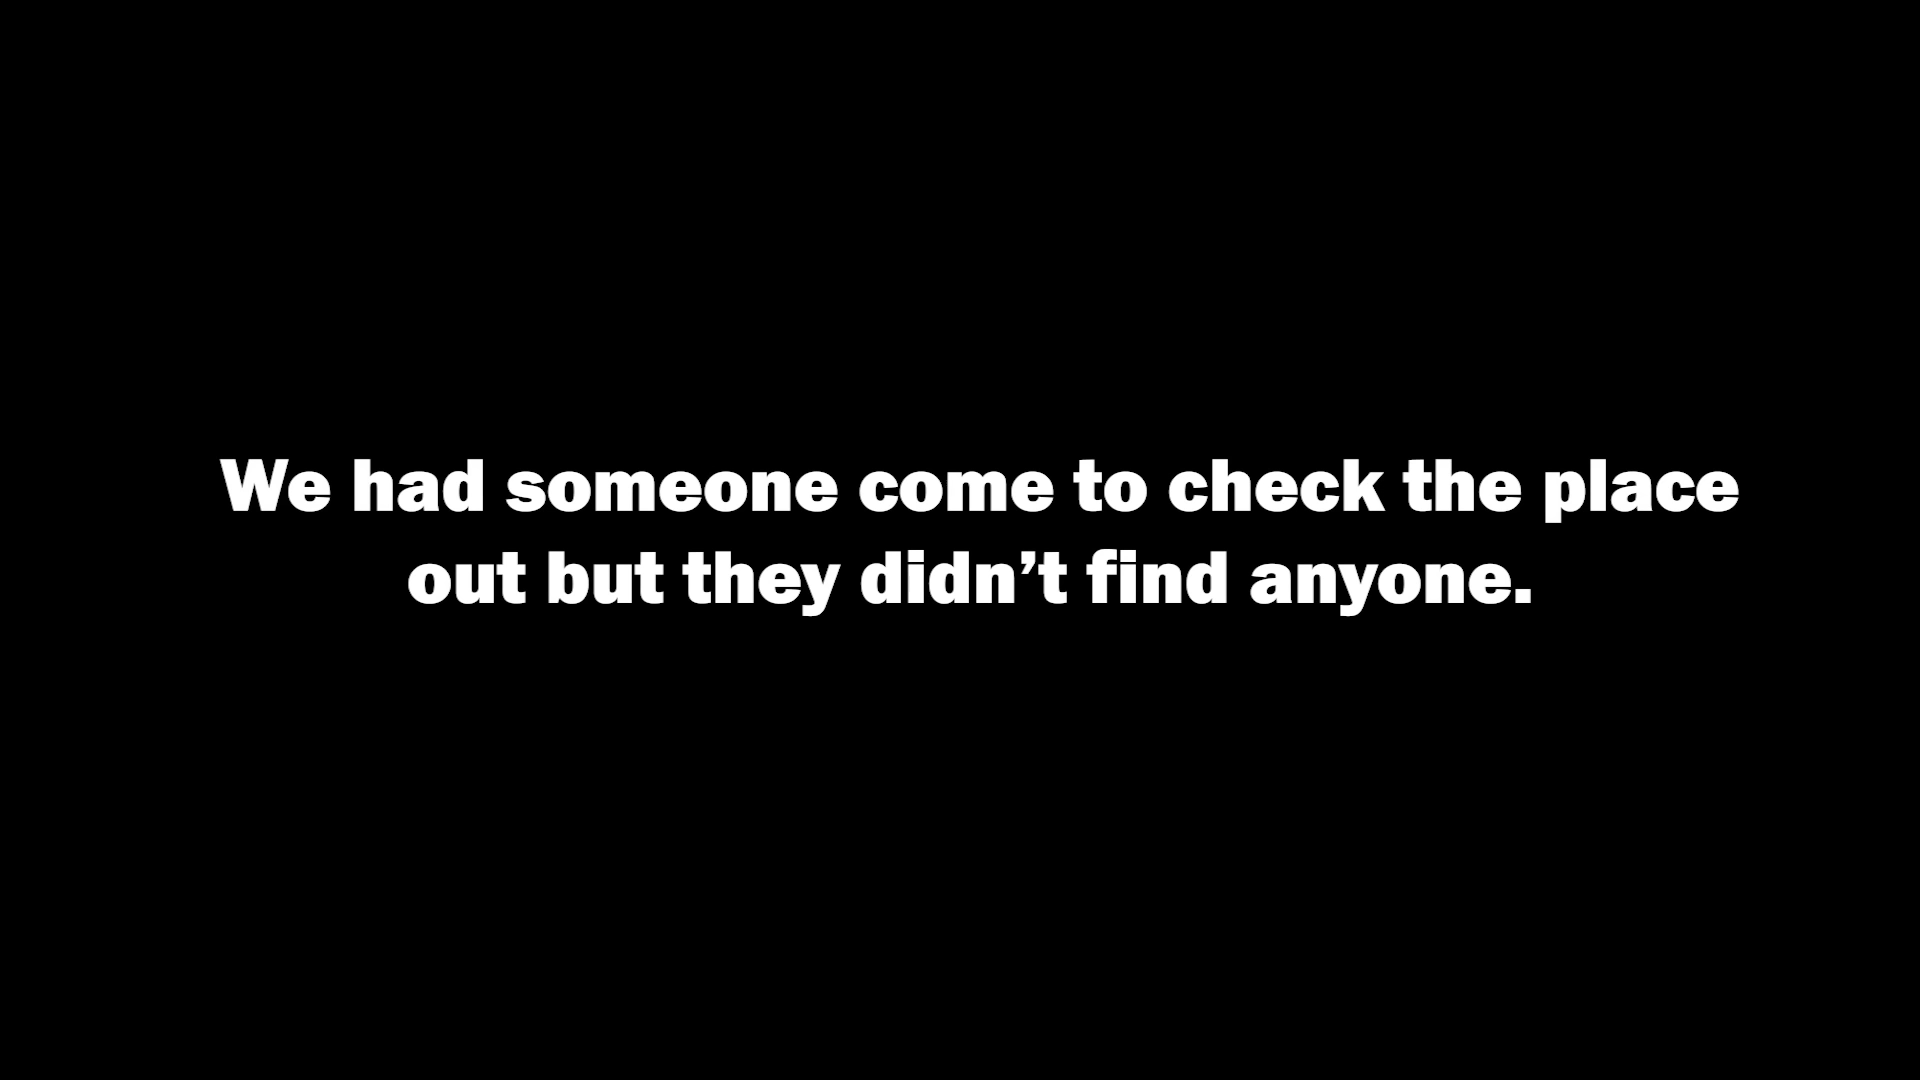 We had someone come to check the place
out but they didn’t find anyone.